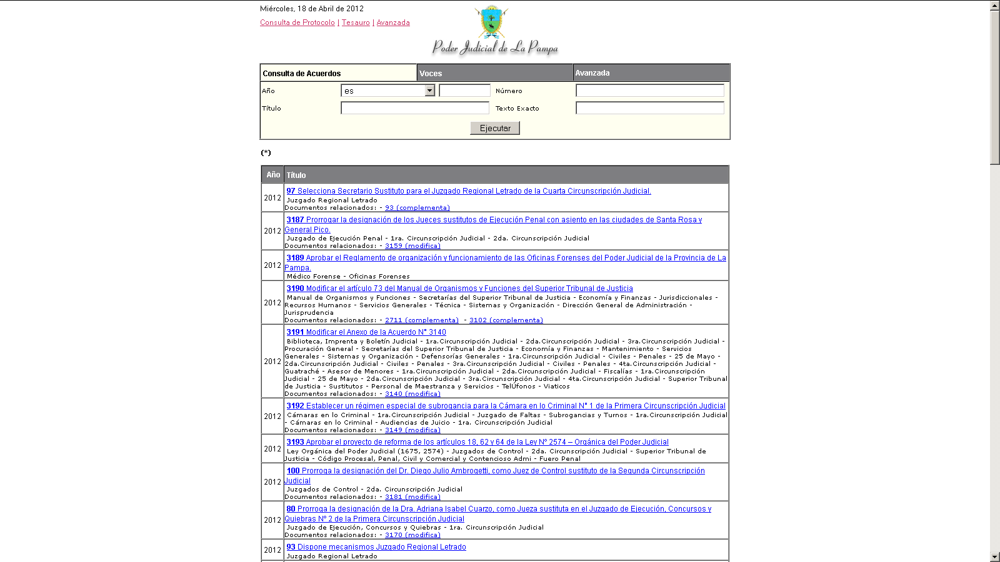 Miércoles, 18 de Abril de 2012
Consulta de Protocolo | Tesauro | Avanzada
Poder Judicial de La Pampa
Consulta de Acuerdos
Voces
Avanzada
Año
es
Número
Título
Texto Exacto
Ejecutar
(*)
Año
Título
2012
97 Selecciona Secretario Sustituto para el Juzgado Regional Letrado de la Cuarta Circunscripción Judicial.
Juzgado Regional Letrado
Documentos relacionados: - 93 (complementa)
2012
3187 Prorrogar la designación de los Jueces sustitutos de Ejecución Penal con asiento en las ciudades de Santa Rosa y
General Pico.
Juzgado de Ejecución Penal - 1ra. Circunscripción Judicial - 2da. Circunscripción Judicial
Documentos relacionados: - 3159 (modifica)
2012
3189 Aprobar el Reglamento de organización y funcionamiento de las Oficinas Forenses del Poder Judicial de la Provincia de La
Pampa.
Médico Forense - Oficinas Forenses
2012
3190 Modificar el artículo 73 del Manual de Organismos y Funciones del Superior Tribunal de Justicia
Manual de Organismos y Funciones - Secretarías del Superior Tribunal de Justicia - Economía y Finanzas - Jurisdiccionales -
Recursos Humanos - Servicios Generales - Técnica - Sistemas y Organización - Dirección General de Administración -
Jurisprudencia
Documentos relacionados: - 2711 (complementa) - 3102 (complementa)
2012
3191 Modificar el Anexo de la Acuerdo N° 3140
Biblioteca, Imprenta y Boletín Judicial - 1ra.Circunscripción Judicial - 2da.Circunscripción Judicial - 3ra.Circunscripción Judicial -
Procuración General - Secretarías del Superior Tribunal de Justicia - Economía y Finanzas - Mantenimiento - Servicios
Generales - Sistemas y Organización - Defensorías Generales - 1ra.Circunscripción Judicial - Civiles - Penales - 25 de Mayo -
2da.Circunscripción Judicial - Civiles - Penales - 3ra.Circunscripción Judicial - Civiles - Penales - 4ta.Circunscripción Judicial -
Guatraché - Asesor de Menores - 1ra.Circunscripción Judicial - 2da.Circunscripción Judicial - Fiscalías - 1ra.Circunscripción
Judicial - 25 de Mayo - 2da.Circunscripción Judicial - 3ra.Circunscripción Judicial - 4ta.Circunscripción Judicial - Superior Tribunal
de Justicia - Sustitutos - Personal de Maestranza y Servicios - TelÚfonos - Viaticos
Documentos relacionados: - 3140 (modifica)
2012
3192 Establecer un régimen especial de subrogancia para la Cámara en lo Criminal N° 1 de la Primera Circunscripción Judicial
Cámaras en lo Criminal - 1ra.Circunscripción Judicial - Juzgado de Faltas - Subrogancias y Turnos - 1ra.Circunscripción Judicial
- Cámaras en lo Criminal - Audiencias de Juicio - 1ra. Circunscripción Judicial
Documentos relacionados: - 3149 (modifica)
2012
3193 Aprobar el proyecto de reforma de los artículos 18, 62 y 64 de la Ley Nº 2574 – Orgánica del Poder Judicial
Ley Orgánica del Poder Judicial (1675, 2574) - Juzgados de Control - 2da. Circunscripción Judicial - Superior Tribunal de
Justicia - Código Procesal, Penal, Civil y Comercial y Contencioso Admi - Fuero Penal
2012
100 Prorroga la designación del Dr. Diego Julio Ambrogetti, como Juez de Control sustituto de la Segunda Circunscripción
Judicial
Juzgados de Control - 2da. Circunscripción Judicial
Documentos relacionados: - 3181 (modifica)
2012
80 Prorroga la designación de la Dra. Adriana Isabel Cuarzo, como Jueza sustituta en el Juzgado de Ejecución, Concursos y
Quiebras Nº 2 de la Primera Circunscripción Judicial
Juzgado de Ejecución, Concursos y Quiebras - 1ra. Circunscripción Judicial
Documentos relacionados: - 3170 (modifica)
2012
93 Dispone mecanismos Juzgado Regional Letrado
Juzgado Regional Letrado